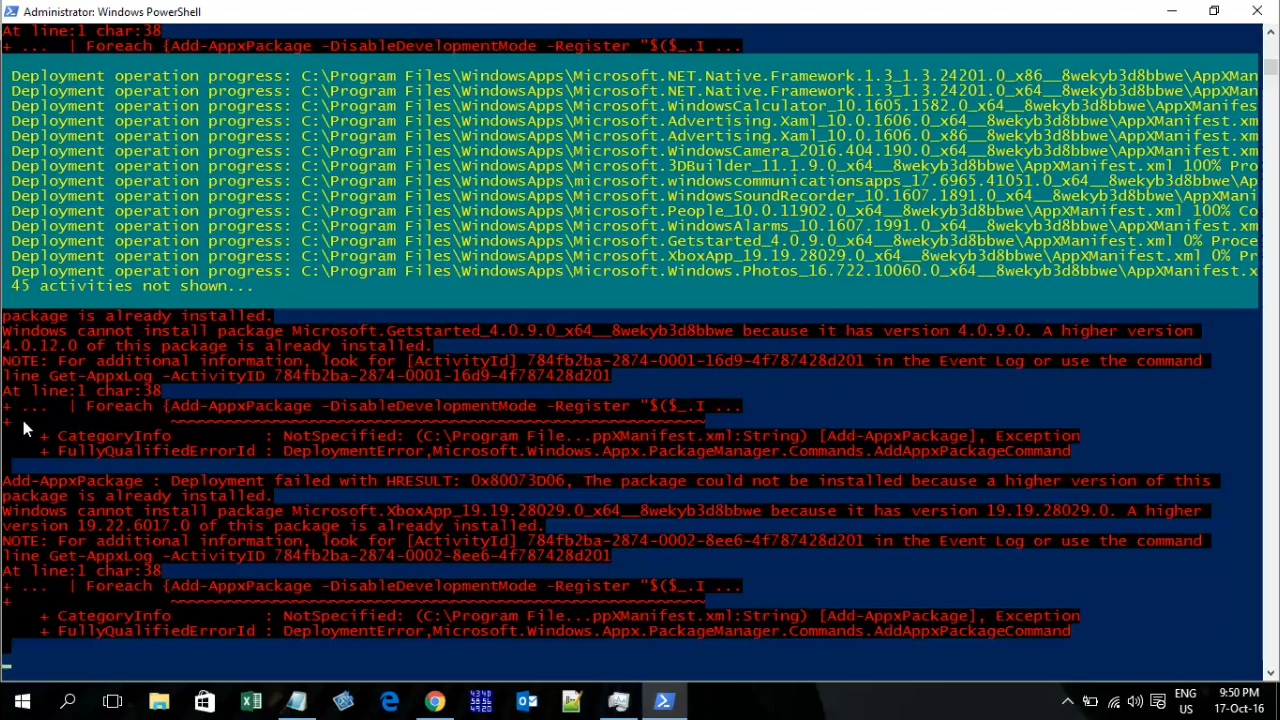 Administrator: Windows PowerShell
At line:1 char:38
+ ...  | Foreach {Add-AppxPackage -DisableDevelopmentMode -Register "$($_.I ...
Deployment operation progress: C:\Program Files\WindowsApps\Microsoft.NET.Native.Framework.1.3_1.3.24201.0_x86__8wekyb3d8bbwe\AppXMan
Deployment operation progress: C:\Program Files\WindowsApps\Microsoft.NET.Native.Framework.1.3_1.3.24201.0_x64__8wekyb3d8bbwe\AppXMan
Deployment operation progress: C:\Program Files\WindowsApps\Microsoft.WindowsCalculator_10.1605.1582.0_x64__8wekyb3d8bbwe\AppXManifes
Deployment operation progress: C:\Program Files\WindowsApps\Microsoft.Advertising.Xaml_10.0.1606.0_x64__8wekyb3d8bbwe\AppXManifest.xm
Deployment operation progress: C:\Program Files\WindowsApps\Microsoft.Advertising.Xaml_10.0.1606.0_x86__8wekyb3d8bbwe\AppXManifest.xm
Deployment operation progress: C:\Program Files\WindowsApps\Microsoft.WindowsCamera_2016.404.190.0_x64__8wekyb3d8bbwe\AppXManifest.xm
Deployment operation progress: C:\Program Files\WindowsApps\Microsoft.3DBuilder_11.1.9.0_x64__8wekyb3d8bbwe\AppXManifest.xml 100% Pro
Deployment operation progress: C:\Program Files\WindowsApps\microsoft.windowscommunicationsapps_17.6965.41051.0_x64__8wekyb3d8bbwe\Ap
Deployment operation progress: C:\Program Files\WindowsApps\Microsoft.WindowsSoundRecorder_10.1607.1891.0_x64__8wekyb3d8bbwe\AppXMani
Deployment operation progress: C:\Program Files\WindowsApps\Microsoft.People_10.0.11902.0_x64__8wekyb3d8bbwe\AppXManifest.xml 100% Co
Deployment operation progress: C:\Program Files\WindowsApps\Microsoft.WindowsAlarms_10.1607.1991.0_x64__8wekyb3d8bbwe\AppXManifest.xm
Deployment operation progress: C:\Program Files\WindowsApps\Microsoft.Getstarted_4.0.9.0_x64__8wekyb3d8bbwe\AppXManifest.xml 0% Proce
Deployment operation progress: C:\Program Files\WindowsApps\Microsoft.XboxApp_19.19.28029.0_x64__8wekyb3d8bbwe\AppXManifest.xml 0% Pr
Deployment operation progress: C:\Program Files\WindowsApps\Microsoft.Windows.Photos_16.722.10060.0_x64__8wekyb3d8bbwe\AppXManifest.x
45 activities not shown...
package is already installed.
Windows cannot install package Microsoft.Getstarted_4.0.9.0_x64__8wekyb3d8bbwe because it has version 4.0.9.0. A higher version
4.0.12.0 of this package is already installed.
NOTE: For additional information, look for [ActivityId] 784fb2ba-2874-0001-16d9-4f787428d201 in the Event Log or use the command
line Get-AppxLog -ActivityID 784fb2ba-2874-0001-16d9-4f787428d201
At line:1 char:38
+ ...  | Foreach {Add-AppxPackage -DisableDevelopmentMode -Register "$($_.I ...
+                 ~~~~~~~~~~~~~~~~~~~~~~~~~~~~~~~~~~~~~~~~~~~~~~~~~
+ CategoryInfo          : NotSpecified: (C:\Program File...ppXManifest.xml:String) [Add-AppxPackage], Exception
+ FullyQualifiedErrorId : DeploymentError,Microsoft.Windows.Appx.PackageManager.Commands.AddAppxPackageCommand
Add-AppxPackage : Deployment failed with HRESULT: 0x80073D06, The package could not be installed because a higher version of this
package is already installed.
Windows cannot install package Microsoft.XboxApp_19.19.28029.0_x64__8wekyb3d8bbwe because it has version 19.19.28029.0. A higher
version 19.22.6017.0 of this package is already installed.
NOTE: For additional information, look for [ActivityId] 784fb2ba-2874-0002-8ee6-4f787428d201 in the Event Log or use the command
line Get-AppxLog -ActivityID 784fb2ba-2874-0002-8ee6-4f787428d201
At line:1 char:38
+ ...  | Foreach {Add-AppxPackage -DisableDevelopmentMode -Register "$($_.I ...
+                 ~~~~~~~~~~~~~~~~~~~~~~~~~~~~~~~~~~~~~~~~~~~~~~~~~
+ CategoryInfo          : NotSpecified: (C:\Program File...ppXManifest.xml:String) [Add-AppxPackage], Exception
+ FullyQualifiedErrorId : DeploymentError,Microsoft.Windows.Appx.PackageManager.Commands.AddAppxPackageCommand
ENG
US
9:50 PM
17-Oct-16